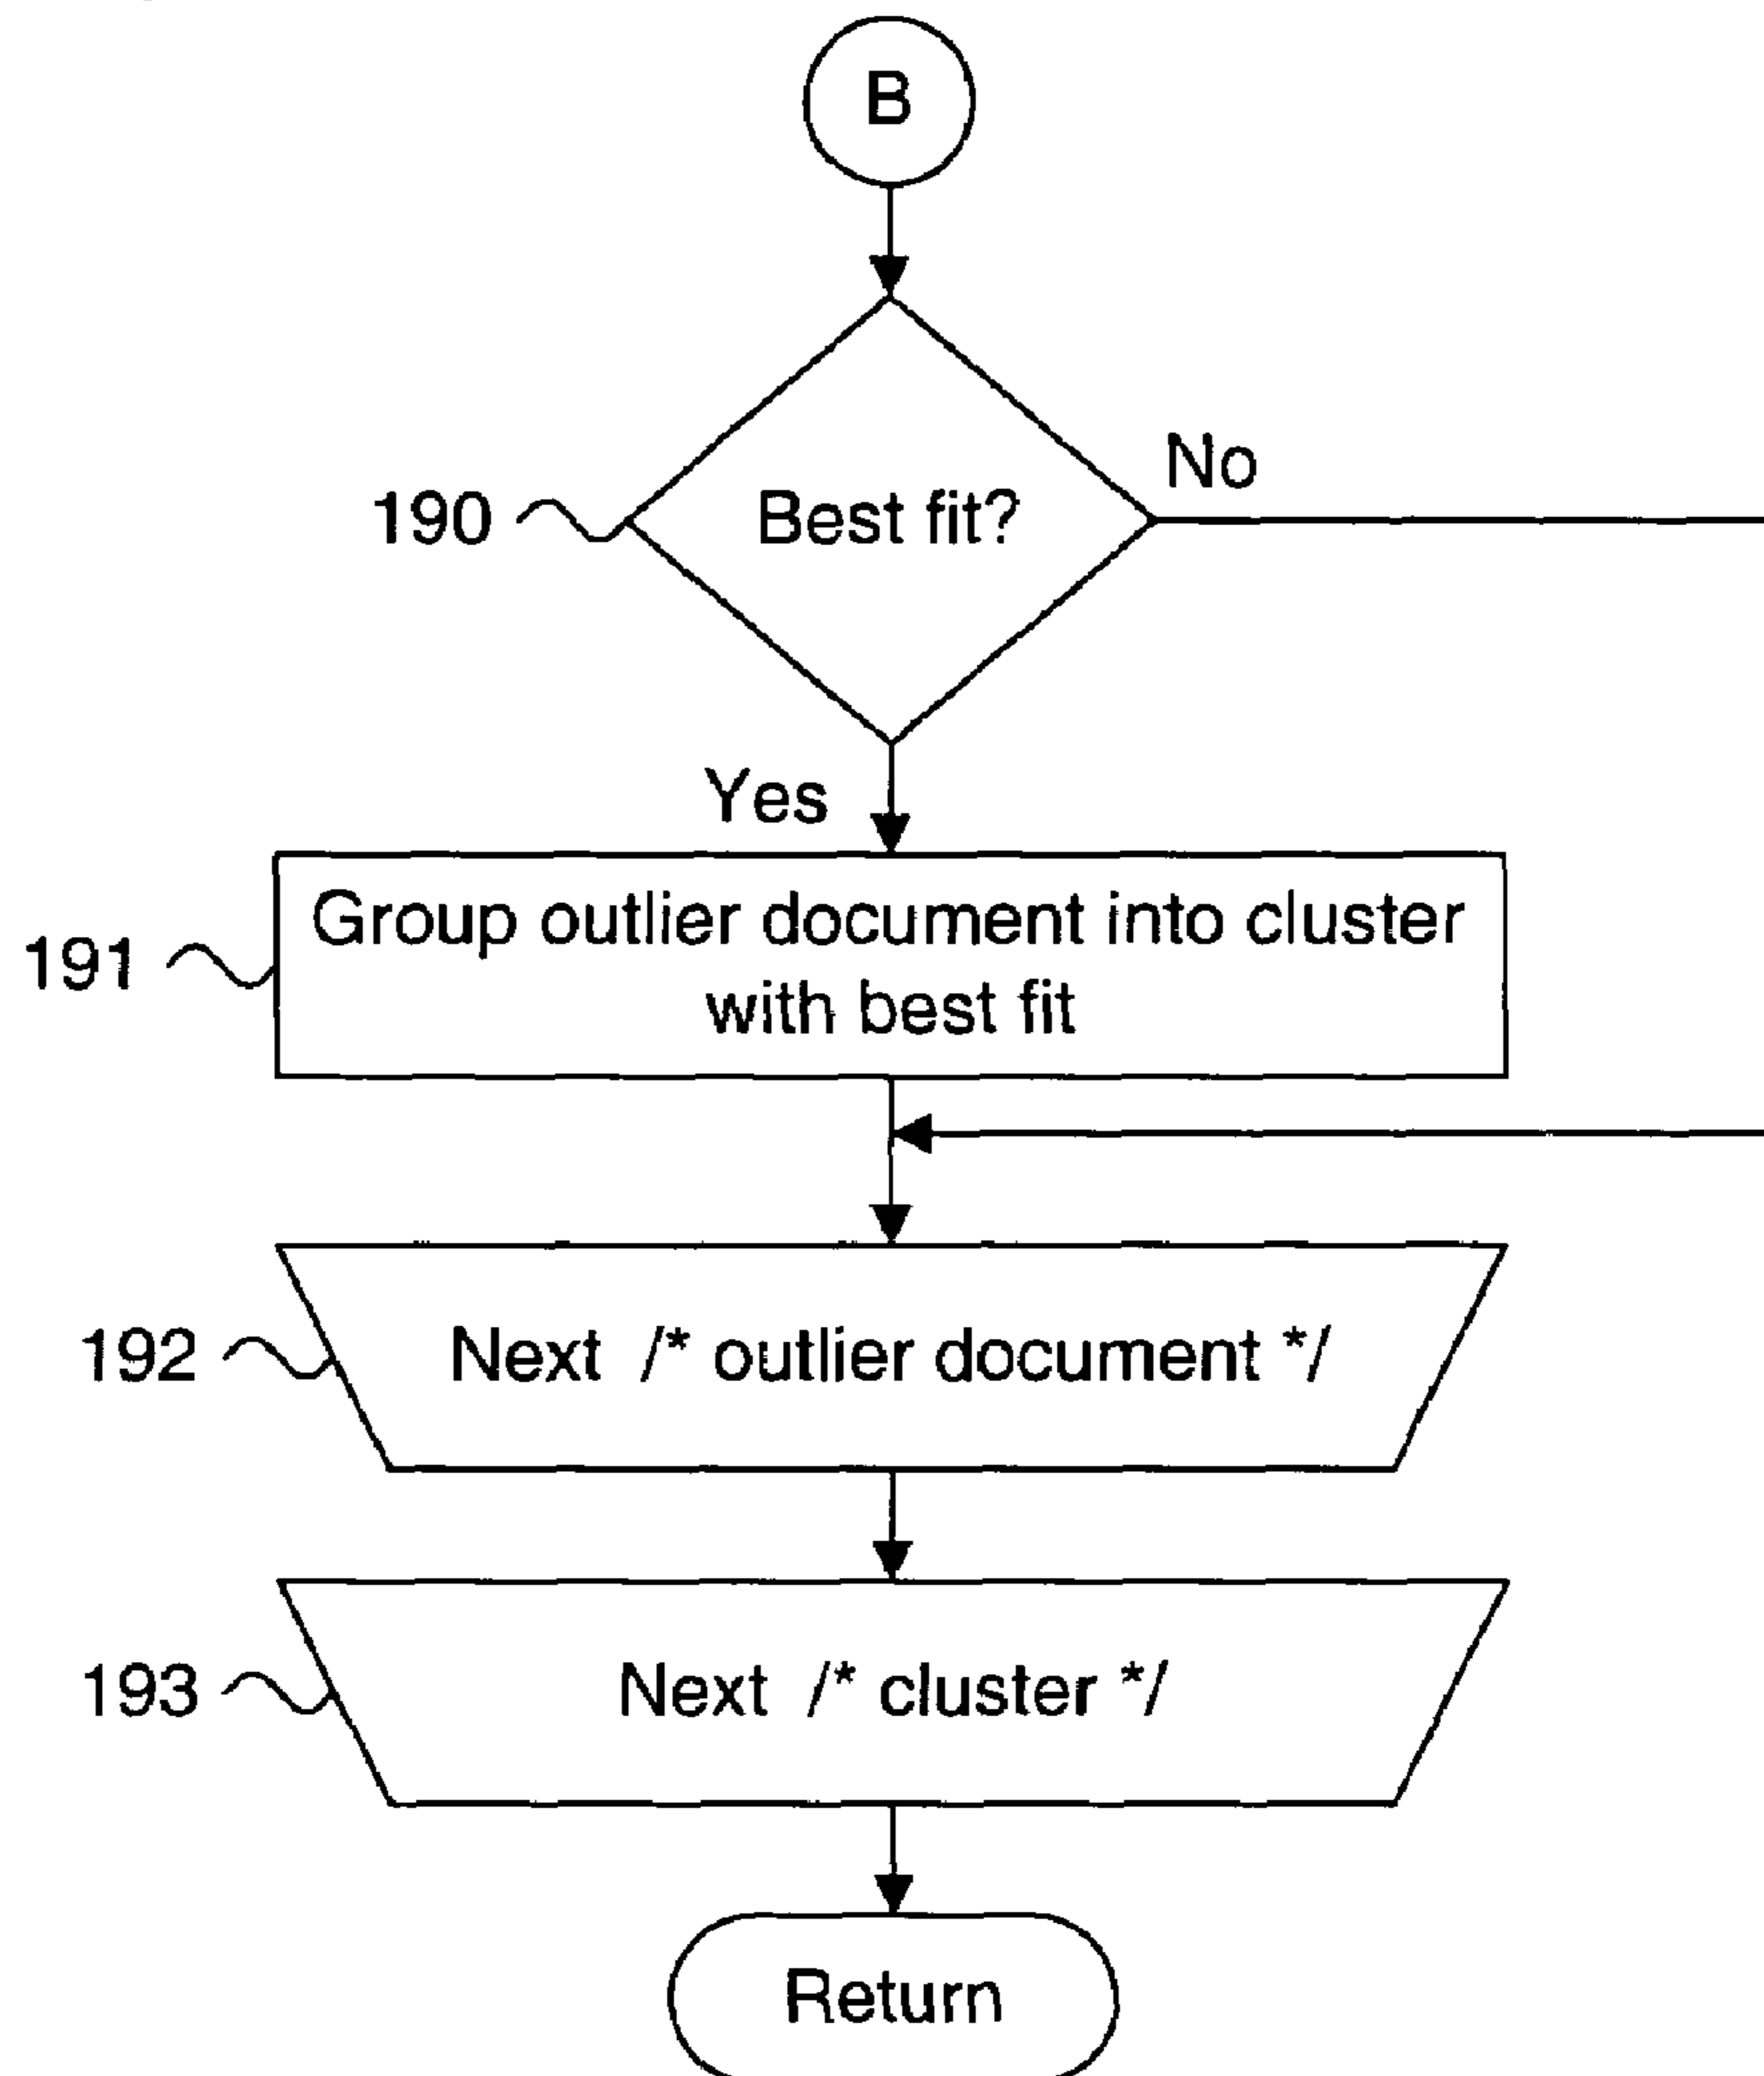 B
No
190 Best fit?
Yes
Group outlier document into cluster
191
with best fit
192 Next /* outlier document */
193 Next /* cluster */
Return